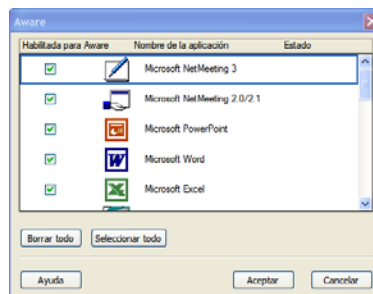 Aware
Habilitada para Aware Nombre de la aplicación Estado
Microsoft NetMeeting 3
Microsoft NetMeeting 2.0/2.1
Microsoft PowerPoint
Microsoft Word
Microsoft Excel
Borrar todo Seleccionar todo
Ayuda Aceptar Cancelar